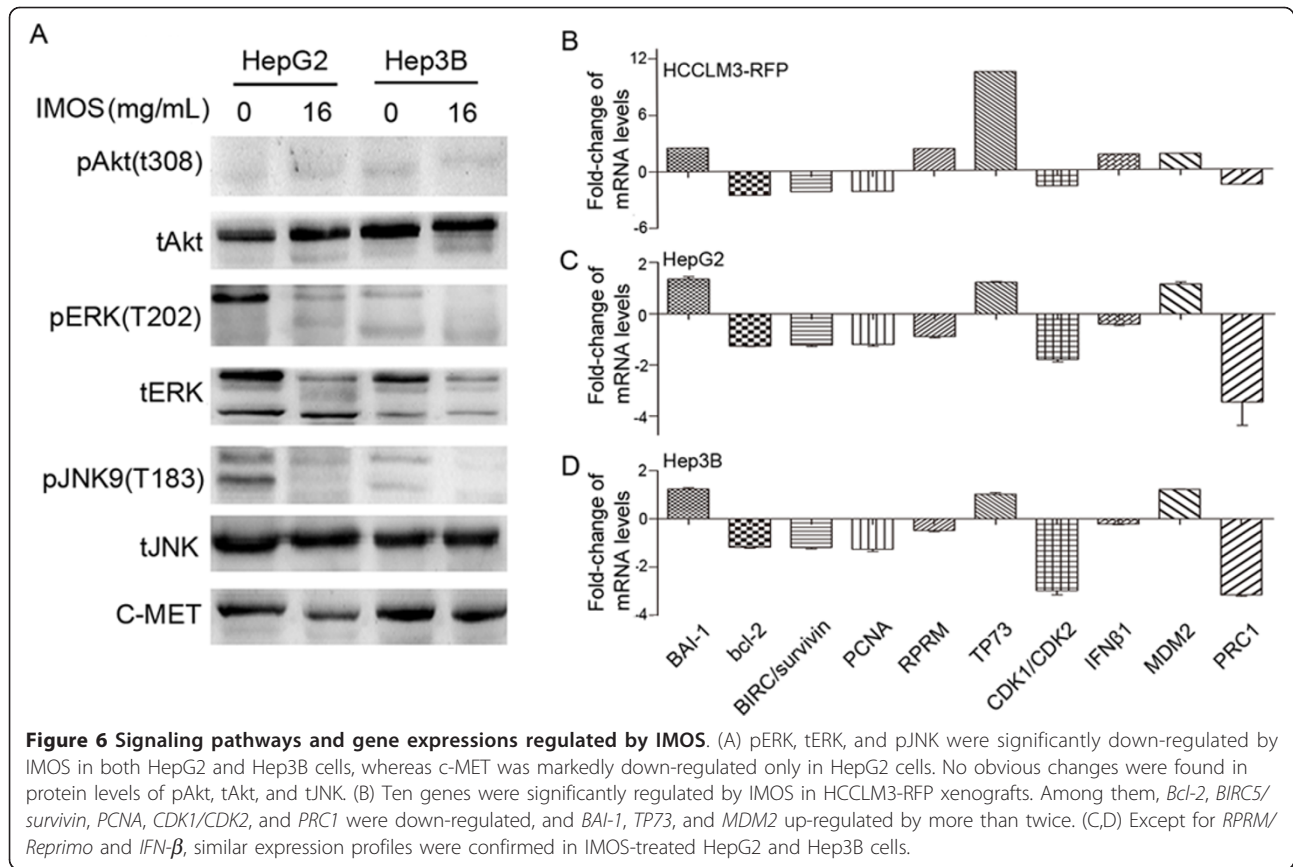 A
HepG2 Hep3B
IMOS(mg/mL) 0 16 0 16
pAkt(t308)
tAkt
pERK(T202)
tERK
pJNK9(T183)
tJNK
C-MET
B
HCCLM3-RFP
Fold-change of
mRNA levels
12
6
0
-6
C
HepG2
Fold-change of
mRNA levels
2
0
-2
-4
D
Hep3B
Fold-change of
mRNA levels
2
0
-2
-4
BAI-1
bcl-2
BIRC/survivin
PCNA
RPRM
TP73
CDK1/CDK2
IFNβ1
MDM2
PRC1
Figure 6 Signaling pathways and gene expressions regulated by IMOS. (A) pERK, tERK, and pJNK were significantly down-regulated by
IMOS in both HepG2 and Hep3B cells, whereas c-MET was markedly down-regulated only in HepG2 cells. No obvious changes were found in
protein levels of pAkt, tAkt, and tJNK. (B) Ten genes were significantly regulated by IMOS in HCCLM3-RFP xenografts. Among them, Bcl-2, BIRC5/
survivin, PCNA, CDK1/CDK2, and PRC1 were down-regulated, and BAI-1, TP73, and MDM2 up-regulated by more than twice. (C,D) Except for RPRM/
Reprimo and IFN-β, similar expression profiles were confirmed in IMOS-treated HepG2 and Hep3B cells.